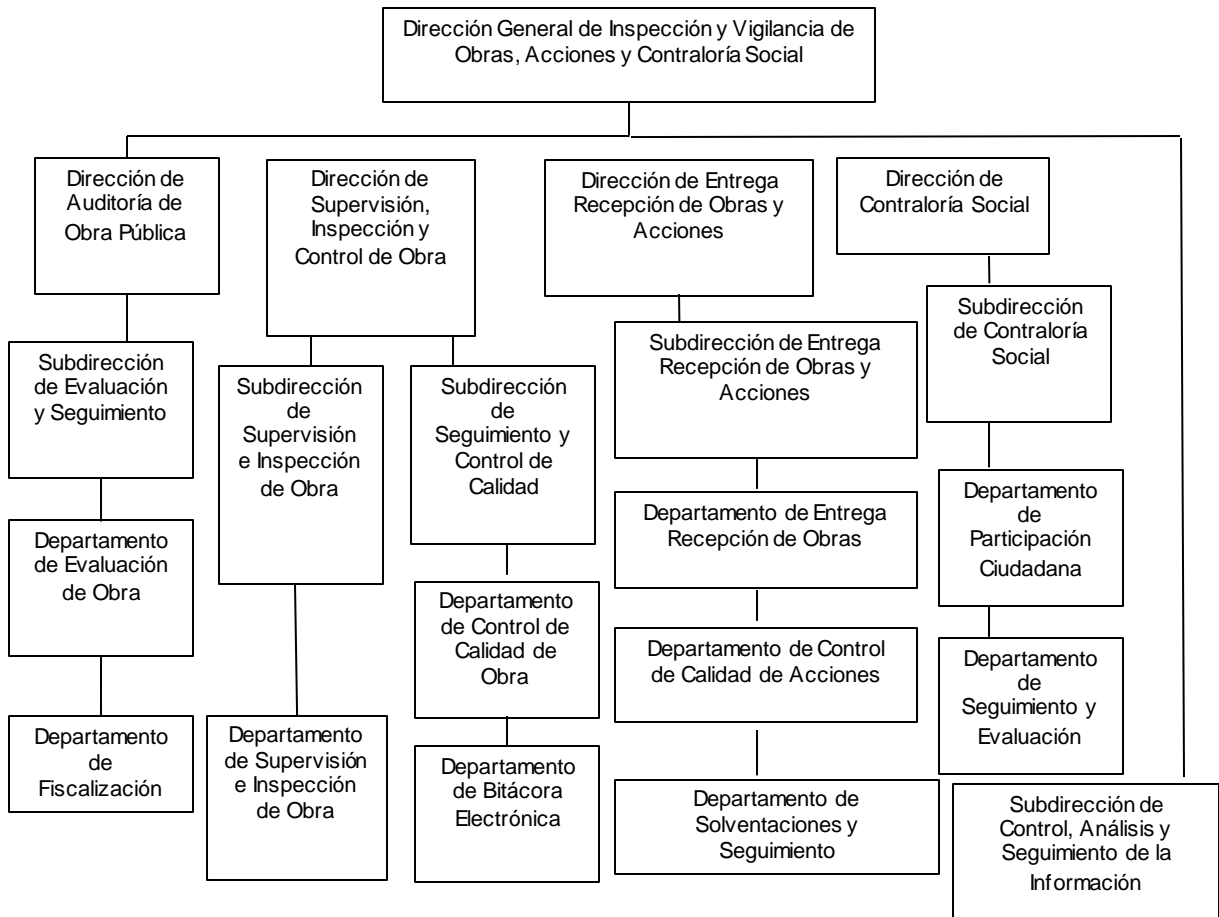 Dirección General de Inspección y Vigilancia de
Obras, Acciones y Contraloría Social
Dirección de
Auditoría de
Obra Pública
Dirección de
Supervisión,
Inspección y
Control de Obra
Dirección de Entrega
Recepción de Obras y
Acciones
Dirección de
Contraloría Social
Subdirección
de Evaluación
y Seguimiento
Subdirección
de
Supervisión
e Inspección
de Obra
Subdirección
de
Seguimiento y
Control de
Calidad
Subdirección de Entrega
Recepción de Obras y
Acciones
Subdirección
de Contraloría
Social
Departamento
de Evaluación
de Obra
Departamento
de Control de
Calidad de
Obra
Departamento de Entrega
Recepción de Obras
Departamento
de
Participación
Ciudadana
Departamento de Control
de Calidad de Acciones
Departamento
de
Seguimiento y
Evaluación
Departamento
de
Fiscalización
Departamento
de Supervisión
e Inspección
de Obra
Departamento
de Bitácora
Electrónica
Departamento de
Solventaciones y
Seguimiento
Subdirección de
Control, Análisis y
Seguimiento de la
Información